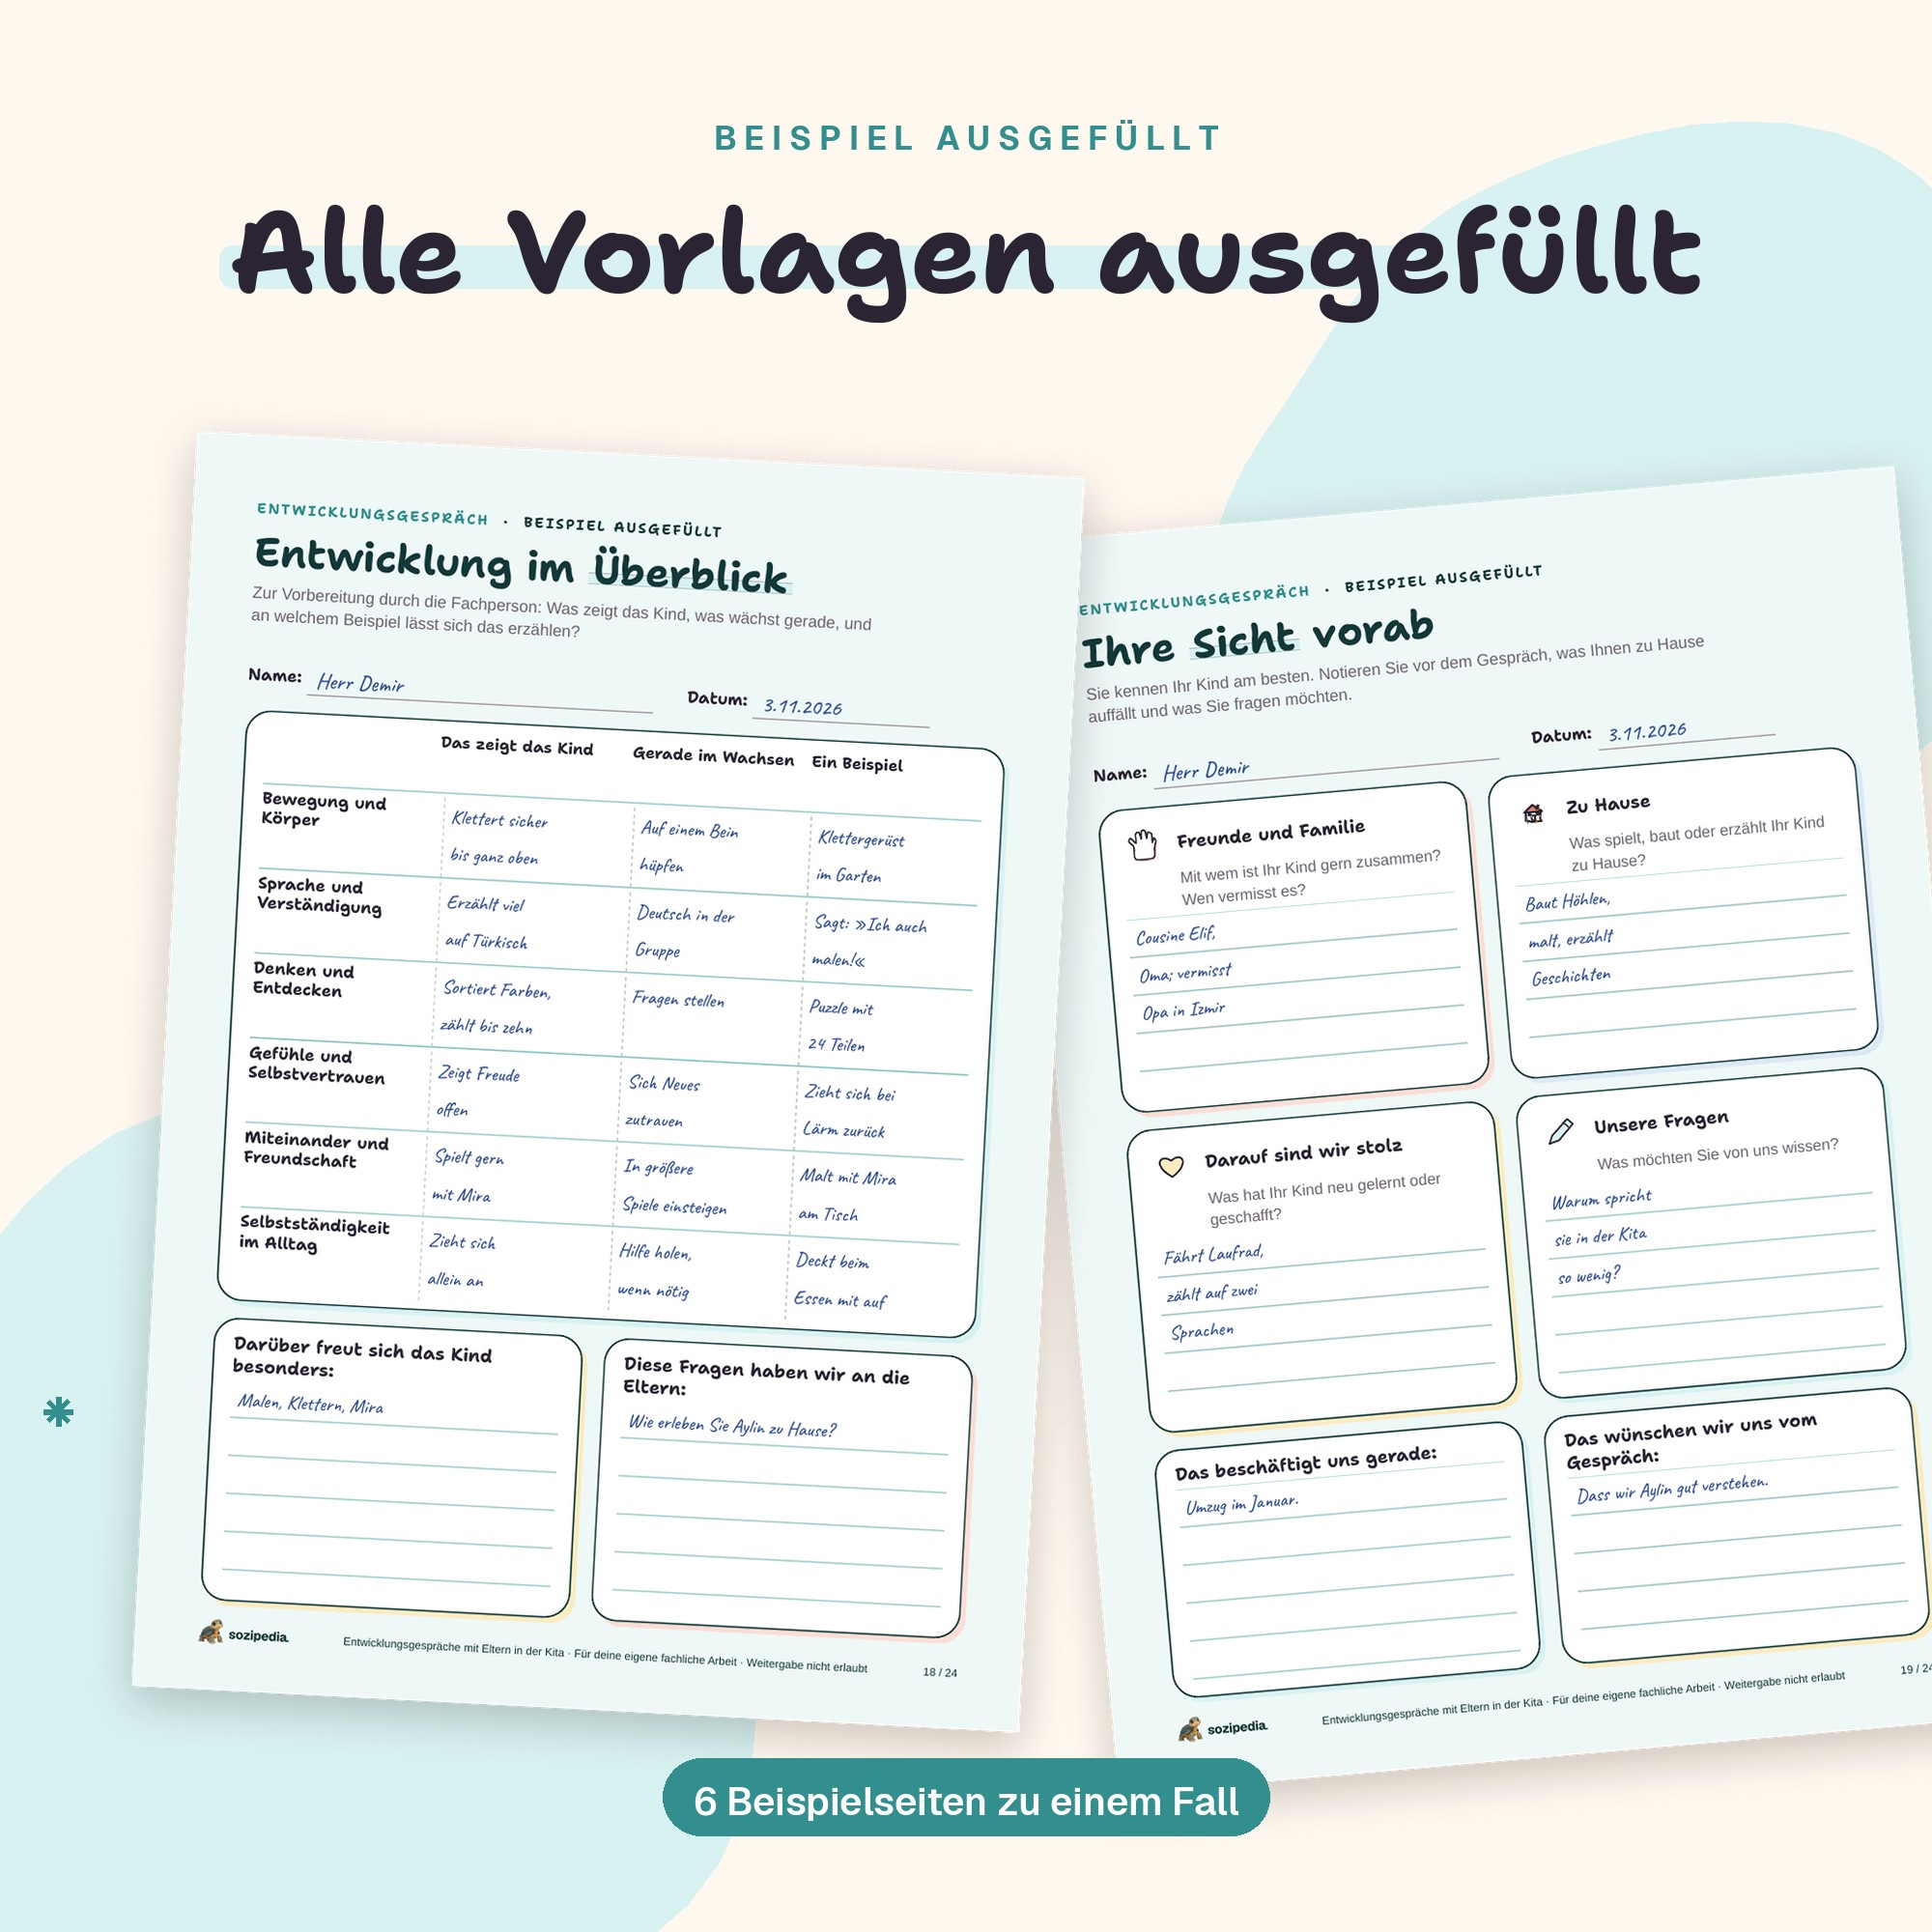 BEISPIEL AUSGEFÜLLT
Alle Vorlagen ausgefüllt
ENTWICKLUNGSGESPRÄCH · BEISPIEL AUSGEFÜLLT
Entwicklung im Überblick
Zur Vorbereitung durch die Fachperson: Was zeigt das Kind, was wächst gerade, und
an welchem Beispiel lässt sich das erzählen?
Name: Herr Demir Datum: 3.11.2026
Das zeigt das Kind Gerade im Wachsen Ein Beispiel
Bewegung und Körper
Klettert sicher
bis ganz oben
Auf einem Bein
hüpfen
Klettergerüst
im Garten
Sprache und
Verständigung
Erzählt viel
auf Türkisch
Deutsch in der
Gruppe
Sagt: »Ich auch
malen!«
Denken und
Entdecken
Sortiert Farben,
zählt bis zehn
Fragen stellen
Puzzle mit
24 Teilen
Gefühle und
Selbstvertrauen
Zeigt Freude
offen
Sich Neues
zutrauen
Zieht sich bei
Lärm zurück
Miteinander und
Freundschaft
Spielt gern
mit Mira
In größere
Spiele einsteigen
Malt mit Mira
am Tisch
Selbstständigkeit
im Alltag
Zieht sich
allein an
Hilfe holen,
wenn nötig
Deckt beim
Essen mit auf
Darüber freut sich das Kind
besonders:
Malen, Klettern, Mira
Diese Fragen haben wir an die
Eltern:
Wie erleben Sie Aylin zu Hause?
sozipedia.
Entwicklungsgespräche mit Eltern in der Kita · Für deine eigene fachliche Arbeit · Weitergabe nicht erlaubt
18 / 24
ENTWICKLUNGSGESPRÄCH · BEISPIEL AUSGEFÜLLT
Ihre Sicht vorab
Sie kennen Ihr Kind am besten. Notieren Sie vor dem Gespräch, was Ihnen zu Hause
auffällt und was Sie fragen möchten.
Name: Herr Demir Datum: 3.11.2026
Freunde und Familie
Mit wem ist Ihr Kind gern zusammen?
Wen vermisst es?
Cousine Elif,
Oma; vermisst
Opa in Izmir
Zu Hause
Was spielt, baut oder erzählt Ihr Kind
zu Hause?
Baut Höhlen,
malt, erzählt
Geschichten
Darauf sind wir stolz
Was hat Ihr Kind neu gelernt oder
geschafft?
Fährt Laufrad,
zählt auf zwei
Sprachen
Unsere Fragen
Was möchten Sie von uns wissen?
Warum spricht
sie in der Kita
so wenig?
Das beschäftigt uns gerade:
Umzug im Januar.
Das wünschen wir uns vom
Gespräch:
Dass wir Aylin gut verstehen.
sozipedia.
Entwicklungsgespräche mit Eltern in der Kita · Für deine eigene fachliche Arbeit · Weitergabe nicht erlaubt
19 / 24
6 Beispielseiten zu einem Fall